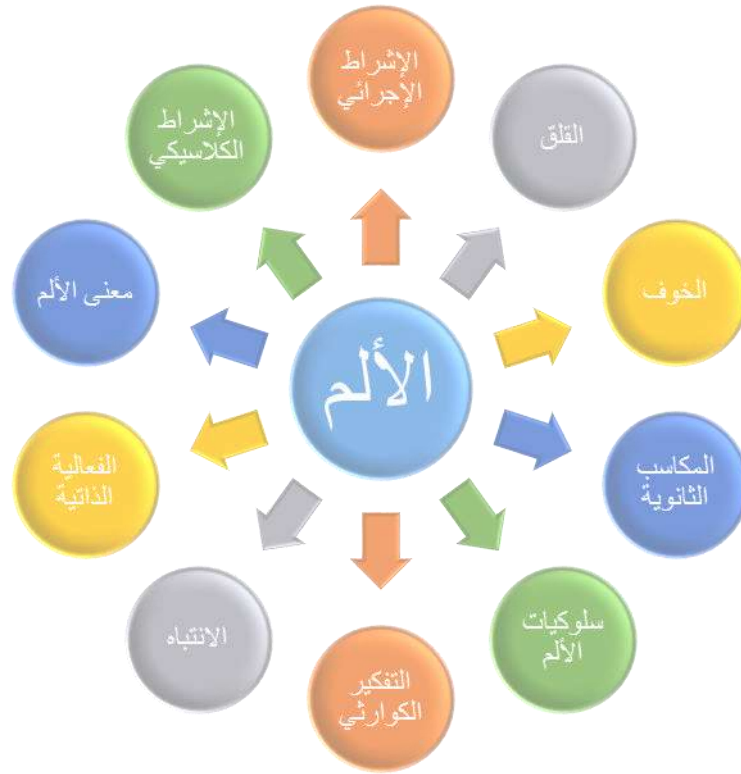 الإشراط
الإجرائي
القلق
الخوف
المكاسب
الثانوية
سلوكيات
الألم
التفكير
الكوارثي
الانتباه
الفعالية
الذاتية
معنى الألم
الإشراط
الكلاسيكي
الألم